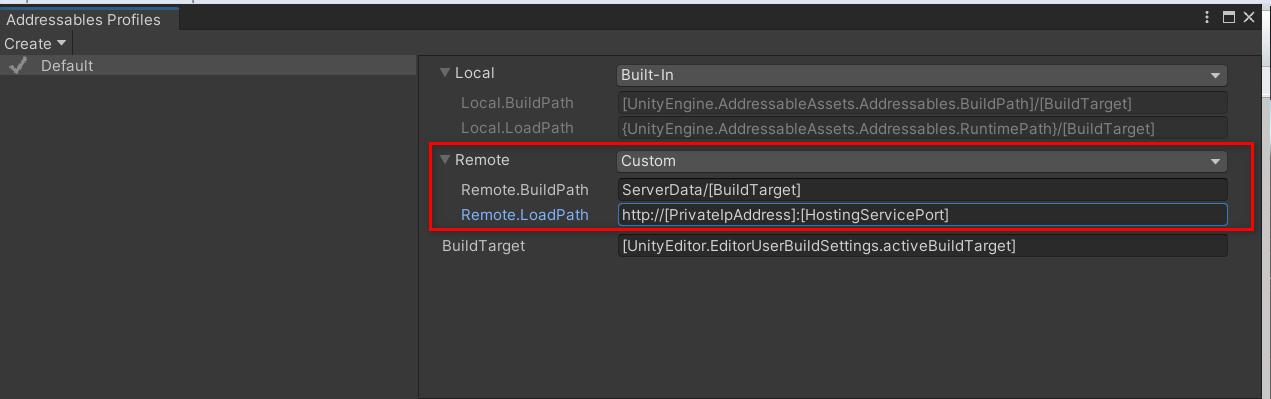 Addressables Profiles
Create
Default
Local Built-In
Local.BuildPath [UnityEngine.AddressableAssets.Addressables.BuildPath]/[BuildTarget]
Local.LoadPath {UnityEngine.AddressableAssets.Addressables.RuntimePath}/[BuildTarget]
Remote Custom
Remote.BuildPath ServerData/[BuildTarget]
Remote.LoadPath http://[PrivateIpAddress]:[HostingServicePort]
BuildTarget [UnityEditor.EditorUserBuildSettings.activeBuildTarget]